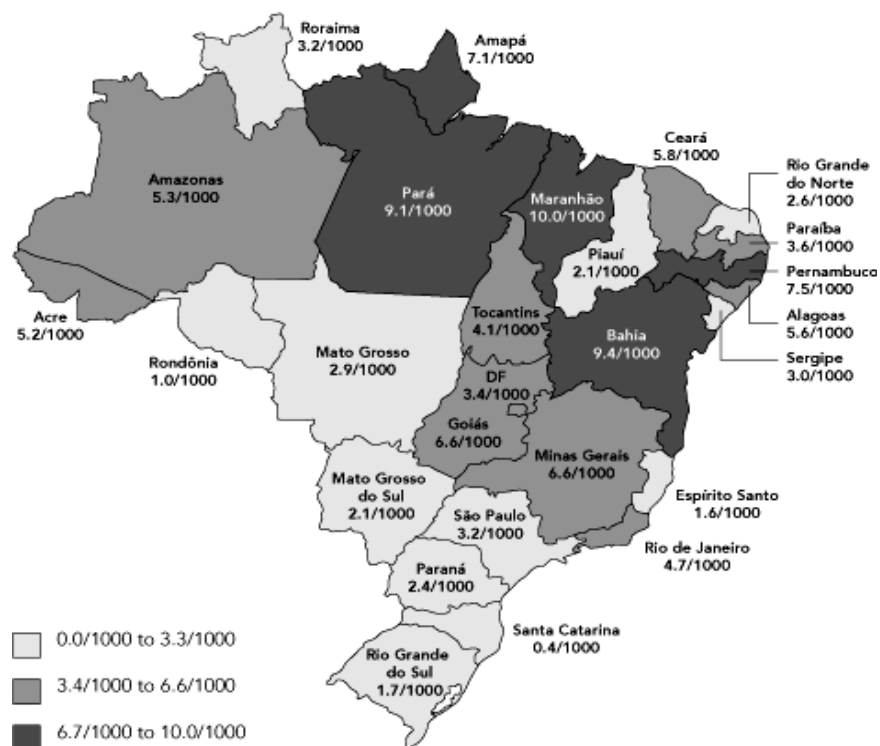 Roraima
3.2/1000
Amapá
7.1/1000
Ceará
5.8/1000
Rio Grande
do Norte
2.6/1000
Amazonas
5.3/1000
Pará
9.1/1000
Maranhão
10.0/1000
Paraíba
3.6/1000
Piauí
2.1/1000
Pernambuco
7.5/1000
Acre
5.2/1000
Tocantins
4.1/1000
Alagoas
5.6/1000
Bahia
9.4/1000
Sergipe
3.0/1000
Rondônia
1.0/1000
Mato Grosso
2.9/1000
DF
3.4/1000
Goiás
6.6/1000
Minas Gerais
6.6/1000
Mato Grosso
do Sul
2.1/1000
Espírito Santo
1.6/1000
São Paulo
3.2/1000
Rio de Janeiro
4.7/1000
Paraná
2.4/1000
Santa Catarina
0.4/1000
Rio Grande
do Sul
1.7/1000
0.0/1000 to 3.3/1000
3.4/1000 to 6.6/1000
6.7/1000 to 10.0/1000